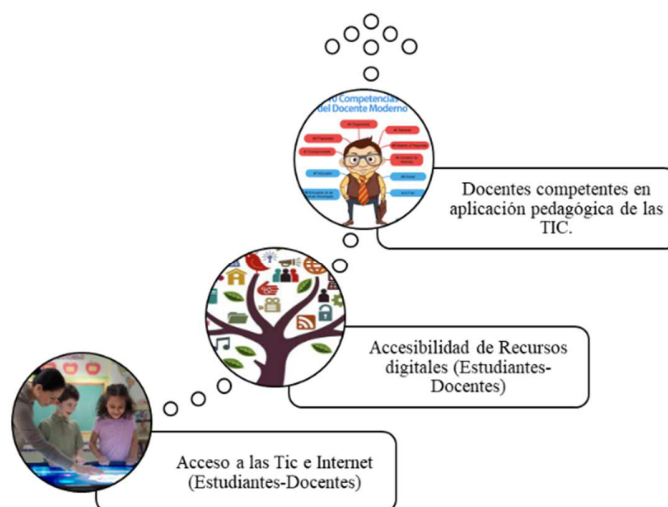 10 Competencias
del Docente Moderno
Docentes competentes en
aplicación pedagógica de las
TIC.
Accesibilidad de Recursos
digitales (Estudiantes-
Docentes)
Acceso a las Tic e Internet
(Estudiantes-Docentes)